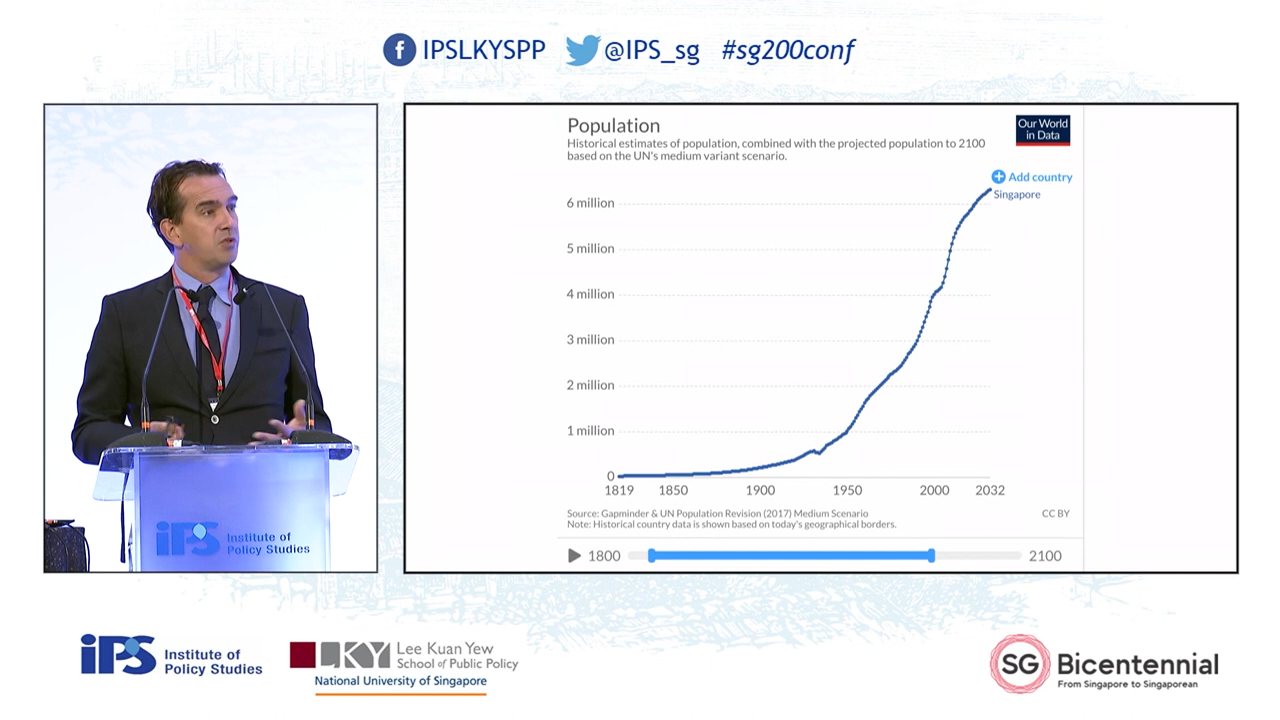 IPSLKYSPP @IPS_sg #sg200conf
Population
Historical estimates of population, combined with the projected population to 2100
based on the UN's medium variant scenario.
Our World
in Data
Add country
Singapore
6 million
5 million
4 million
3 million
2 million
1 million
0
1819 1850 1900 1950 2000 2032
Source: Gapminder & UN Population Revision (2017) Medium Scenario
Note: Historical country data is shown based on today's geographical borders.
CC BY
1800 2100
iPS Institute of
Policy Studies
iPS Institute of
Policy Studies
LKY Lee Kuan Yew
School of Public Policy
National University of Singapore
SG Bicentennial
From Singapore to Singaporean